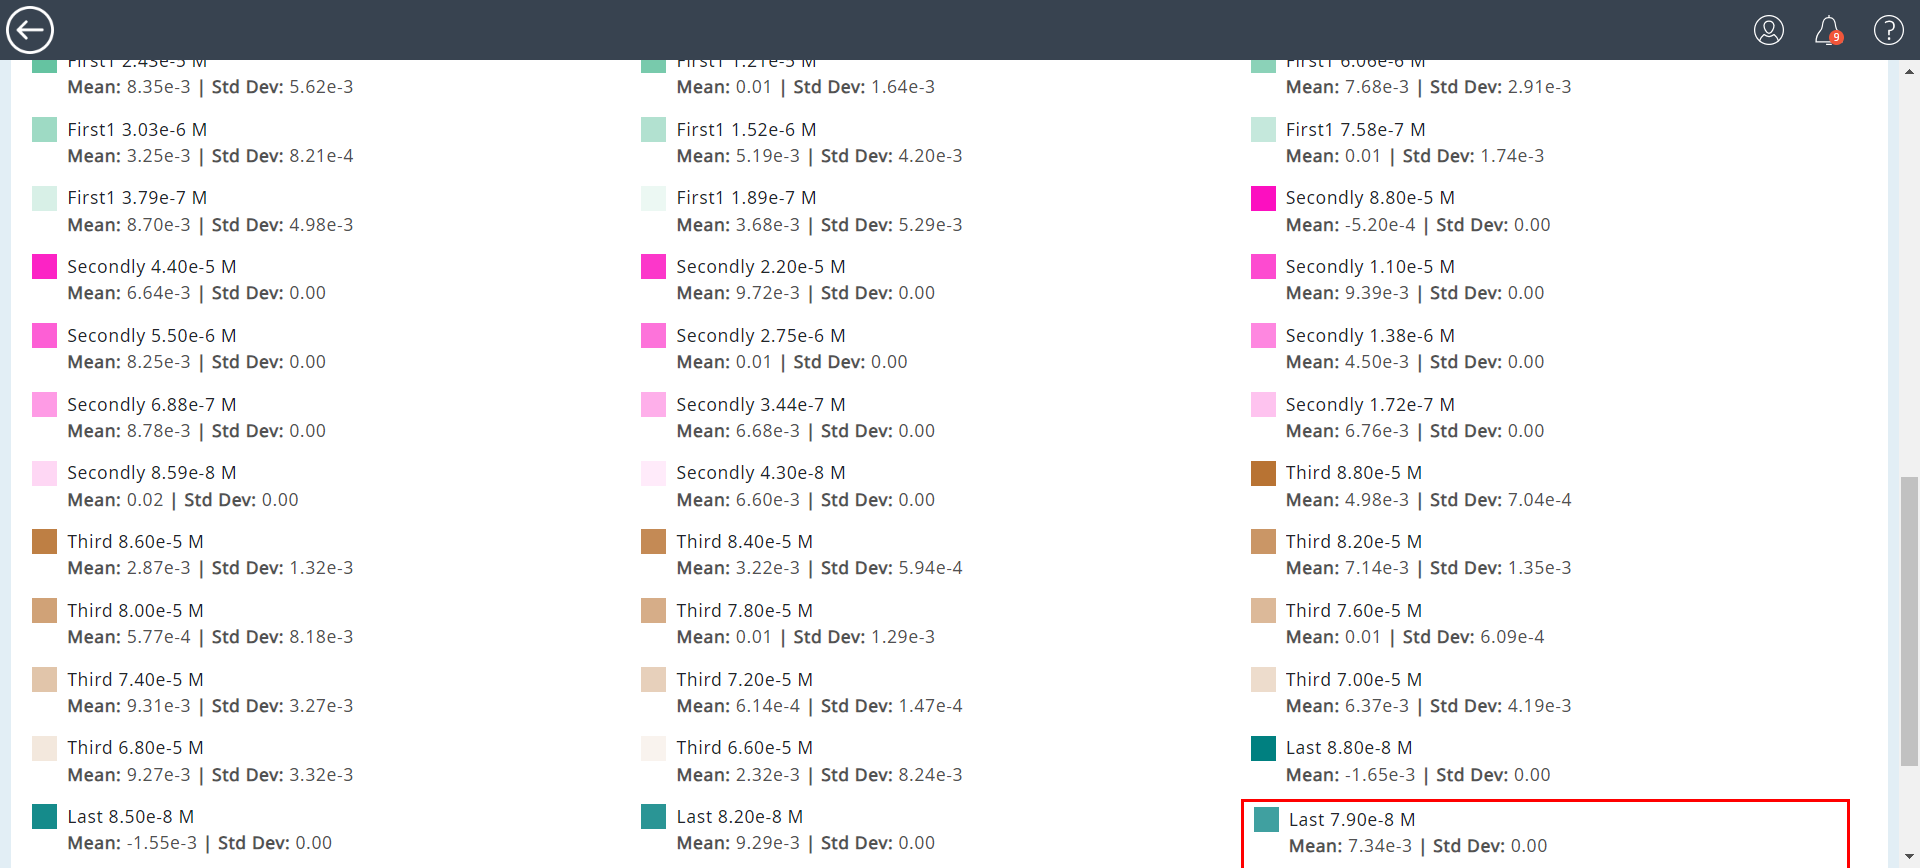 9
First1 2.43e-5 M
Mean: 8.35e-3 | Std Dev: 5.62e-3
First1 1.21e-5 M
Mean: 0.01 | Std Dev: 1.64e-3
First1 6.06e-6 M
Mean: 7.68e-3 | Std Dev: 2.91e-3
First1 3.03e-6 M
Mean: 3.25e-3 | Std Dev: 8.21e-4
First1 1.52e-6 M
Mean: 5.19e-3 | Std Dev: 4.20e-3
First1 7.58e-7 M
Mean: 0.01 | Std Dev: 1.74e-3
First1 3.79e-7 M
Mean: 8.70e-3 | Std Dev: 4.98e-3
First1 1.89e-7 M
Mean: 3.68e-3 | Std Dev: 5.29e-3
Secondly 8.80e-5 M
Mean: -5.20e-4 | Std Dev: 0.00
Secondly 4.40e-5 M
Mean: 6.64e-3 | Std Dev: 0.00
Secondly 2.20e-5 M
Mean: 9.72e-3 | Std Dev: 0.00
Secondly 1.10e-5 M
Mean: 9.39e-3 | Std Dev: 0.00
Secondly 5.50e-6 M
Mean: 8.25e-3 | Std Dev: 0.00
Secondly 2.75e-6 M
Mean: 0.01 | Std Dev: 0.00
Secondly 1.38e-6 M
Mean: 4.50e-3 | Std Dev: 0.00
Secondly 6.88e-7 M
Mean: 8.78e-3 | Std Dev: 0.00
Secondly 3.44e-7 M
Mean: 6.68e-3 | Std Dev: 0.00
Secondly 1.72e-7 M
Mean: 6.76e-3 | Std Dev: 0.00
Secondly 8.59e-8 M
Mean: 0.02 | Std Dev: 0.00
Secondly 4.30e-8 M
Mean: 6.60e-3 | Std Dev: 0.00
Third 8.80e-5 M
Mean: 4.98e-3 | Std Dev: 7.04e-4
Third 8.60e-5 M
Mean: 2.87e-3 | Std Dev: 1.32e-3
Third 8.40e-5 M
Mean: 3.22e-3 | Std Dev: 5.94e-4
Third 8.20e-5 M
Mean: 7.14e-3 | Std Dev: 1.35e-3
Third 8.00e-5 M
Mean: 5.77e-4 | Std Dev: 8.18e-3
Third 7.80e-5 M
Mean: 0.01 | Std Dev: 1.29e-3
Third 7.60e-5 M
Mean: 0.01 | Std Dev: 6.09e-4
Third 7.40e-5 M
Mean: 9.31e-3 | Std Dev: 3.27e-3
Third 7.20e-5 M
Mean: 6.14e-4 | Std Dev: 1.47e-4
Third 7.00e-5 M
Mean: 6.37e-3 | Std Dev: 4.19e-3
Third 6.80e-5 M
Mean: 9.27e-3 | Std Dev: 3.32e-3
Third 6.60e-5 M
Mean: 2.32e-3 | Std Dev: 8.24e-3
Last 8.80e-8 M
Mean: -1.65e-3 | Std Dev: 0.00
Last 8.50e-8 M
Mean: -1.55e-3 | Std Dev: 0.00
Last 8.20e-8 M
Mean: 9.29e-3 | Std Dev: 0.00
Last 7.90e-8 M
Mean: 7.34e-3 | Std Dev: 0.00